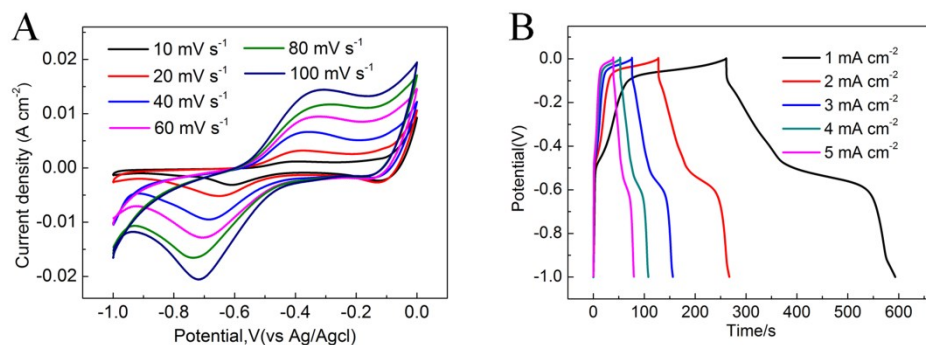 A
10 mV s⁻¹
20 mV s⁻¹
40 mV s⁻¹
60 mV s⁻¹
80 mV s⁻¹
100 mV s⁻¹
0.02
0.01
0.00
-0.01
-0.02
Current density (A cm⁻²)
-1.0 -0.8 -0.6 -0.4 -0.2 0.0
Potential,V(vs Ag/Agcl)
B
1 mA cm⁻²
2 mA cm⁻²
3 mA cm⁻²
4 mA cm⁻²
5 mA cm⁻²
0.0
-0.2
-0.4
-0.6
-0.8
-1.0
Potential(V)
0 100 200 300 400 500 600
Time/s